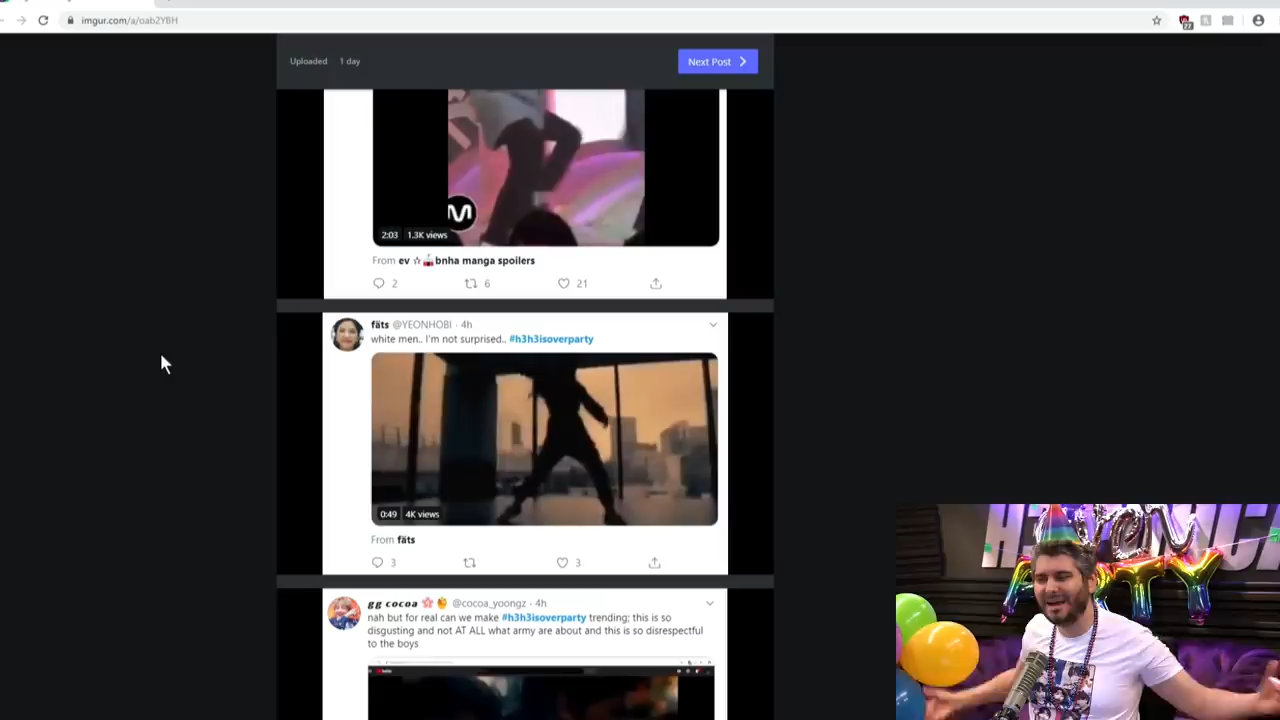 imgur.com/a/oab2YBH
Uploaded 1 day
Next Post
2:03 1.3K views
From ev bnha manga spoilers
2 6 21
fäts @YEONHOBI · 4h
white men.. I'm not surprised.. #h3h3isoverparty
0:49 4K views
From fäts
3 3
gg cocoa @cocoa_yoongz · 4h
nah but for real can we make #h3h3isoverparty trending; this is so
disgusting and not AT ALL what army are about and this is so disrespectful
to the boys